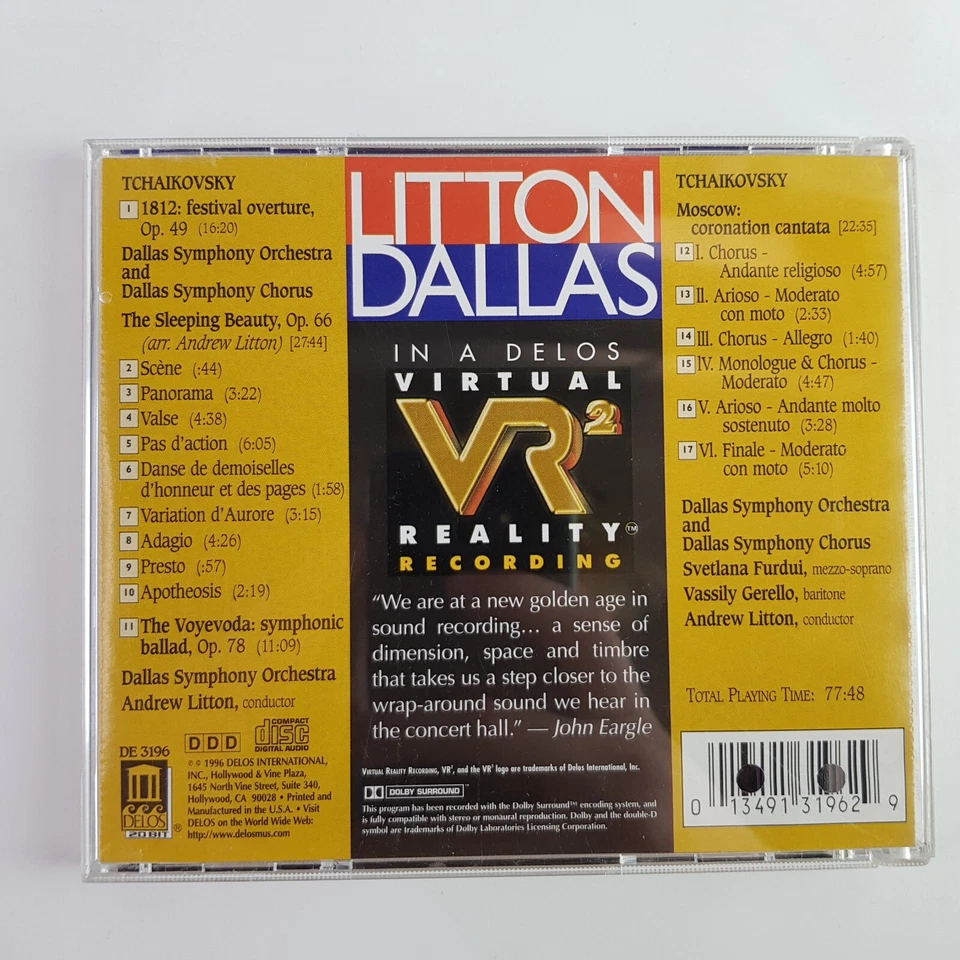 TCHAIKOVSKY
1 1812: festival overture,
Op. 49 (16:20)
Dallas Symphony Orchestra
and
Dallas Symphony Chorus
The Sleeping Beauty, Op. 66
(arr. Andrew Litton) [27:44]
2 Scène (:44)
3 Panorama (3:22)
4 Valse (4:38)
5 Pas d'action (6:05)
6 Danse de demoiselles
d'honneur et des pages (1:58)
7 Variation d'Aurore (3:15)
8 Adagio (4:26)
9 Presto (:57)
10 Apotheosis (2:19)
11 The Voyevoda: symphonic
ballad, Op. 78 (11:09)
Dallas Symphony Orchestra
Andrew Litton, conductor
DE 3196
DELOS
20 BIT
®
DDD
COMPACT
disc
DIGITAL AUDIO
℗ © 1996 DELOS INTERNATIONAL,
INC., Hollywood & Vine Plaza,
1645 North Vine Street, Suite 340,
Hollywood, CA 90028 • Printed and
Manufactured in the U.S.A. • Visit
DELOS on the World Wide Web:
http://www.delosmus.com
LITTON
DALLAS
IN A DELOS
VIRTUAL
VR2
REALITY™
RECORDING
"We are at a new golden age in
sound recording... a sense of
dimension, space and timbre
that takes us a step closer to the
wrap-around sound we hear in
the concert hall." — John Eargle
Virtual Reality Recording, VR², and the VR² logo are trademarks of Delos International, Inc.
DOLBY SURROUND
This program has been recorded with the Dolby Surround™ encoding system, and
is fully compatible with stereo or monaural reproduction. Dolby and the double-D
symbol are trademarks of Dolby Laboratories Licensing Corporation.
TCHAIKOVSKY
Moscow:
coronation cantata [22:35]
12 I. Chorus -
Andante religioso (4:57)
13 II. Arioso - Moderato
con moto (2:33)
14 III. Chorus - Allegro (1:40)
15 IV. Monologue & Chorus -
Moderato (4:47)
16 V. Arioso - Andante molto
sostenuto (3:28)
17 VI. Finale - Moderato
con moto (5:10)
Dallas Symphony Orchestra
and
Dallas Symphony Chorus
Svetlana Furdui, mezzo-soprano
Vassily Gerello, baritone
Andrew Litton, conductor
Total Playing Time: 77:48
0 13491 31962 9